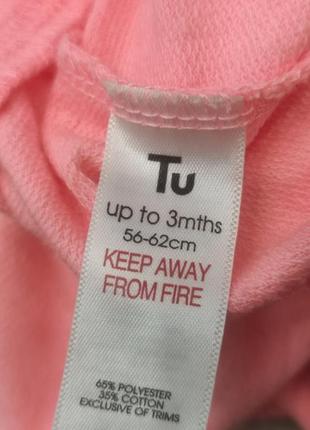 Tu
up to 3mths
56-62cm
KEEP AWAY
FROM FIRE
65% POLYESTER
35% COTTON
EXCLUSIVE OF TRIMS